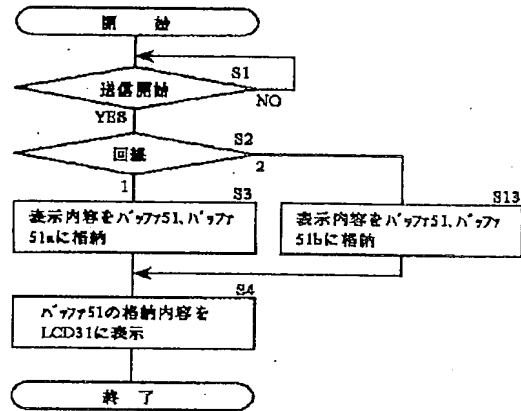 開 始
S1
送信開始
NO
YES
S2
回線
2
1
S3
S13
表示内容をバッファ51、バッファ
51aに格納
表示内容をバッファ51、バッファ
51bに格納
S4
バッファ51の格納内容を
LCD31に表示
終 了